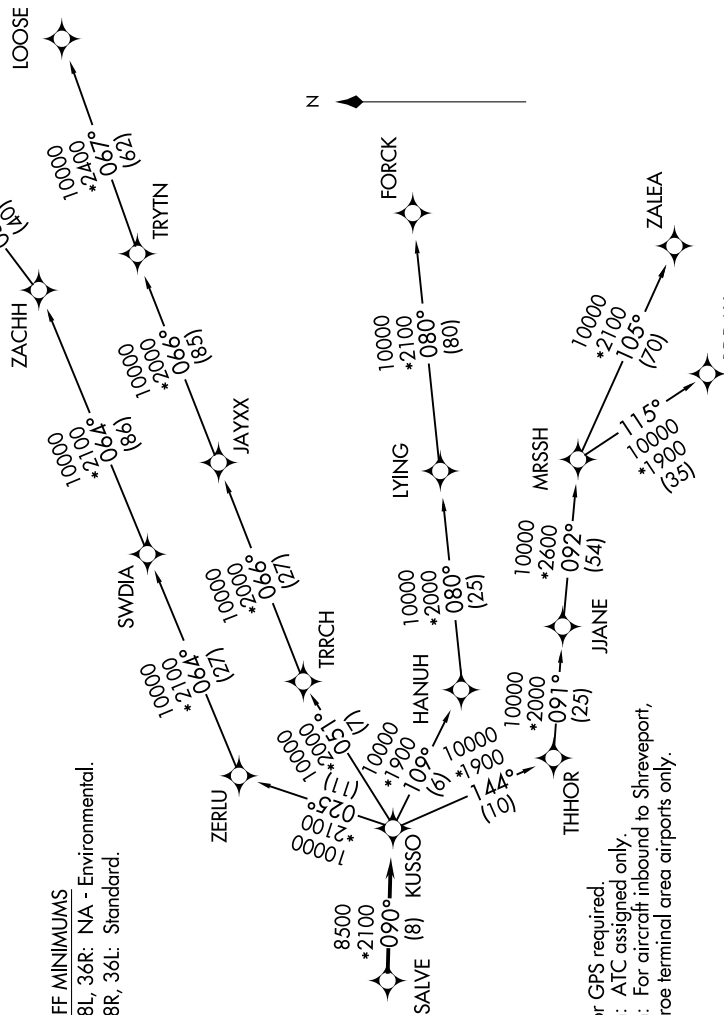 LOOSE
10000
*2400
067°
(62)
TRYTN
(40)
ZACHH
10000
*2000
066°
(85)
10000
*2100
064°
(86)
JAYXX
SWDIA
10000
*2000
066°
(27)
TRRCH
10000
*2100
064°
(27)
ZERLU
10000
*2000
051°
(7)
10000
*2100
025°
(11)
N
FORCK
10000
*2100
080°
(80)
LYING
10000
*2000
080°
(25)
HANUH
10000
*1900
109°
(6)
KUSSO
8500
*2100
090°
(8)
SALVE
10000
*1900
144°
(10)
THHOR
10000
*2000
091°
(25)
JJANE
10000
*2600
092°
(54)
MRSSH
10000
*2100
105°
(70)
ZALEA
115°
10000
*1900
(35)
FF MINIMUMS
8L, 36R: NA - Environmental.
8R, 36L: Standard.
or GPS required.
: ATC assigned only.
: For aircraft inbound to Shreveport,
roe terminal area airports only.